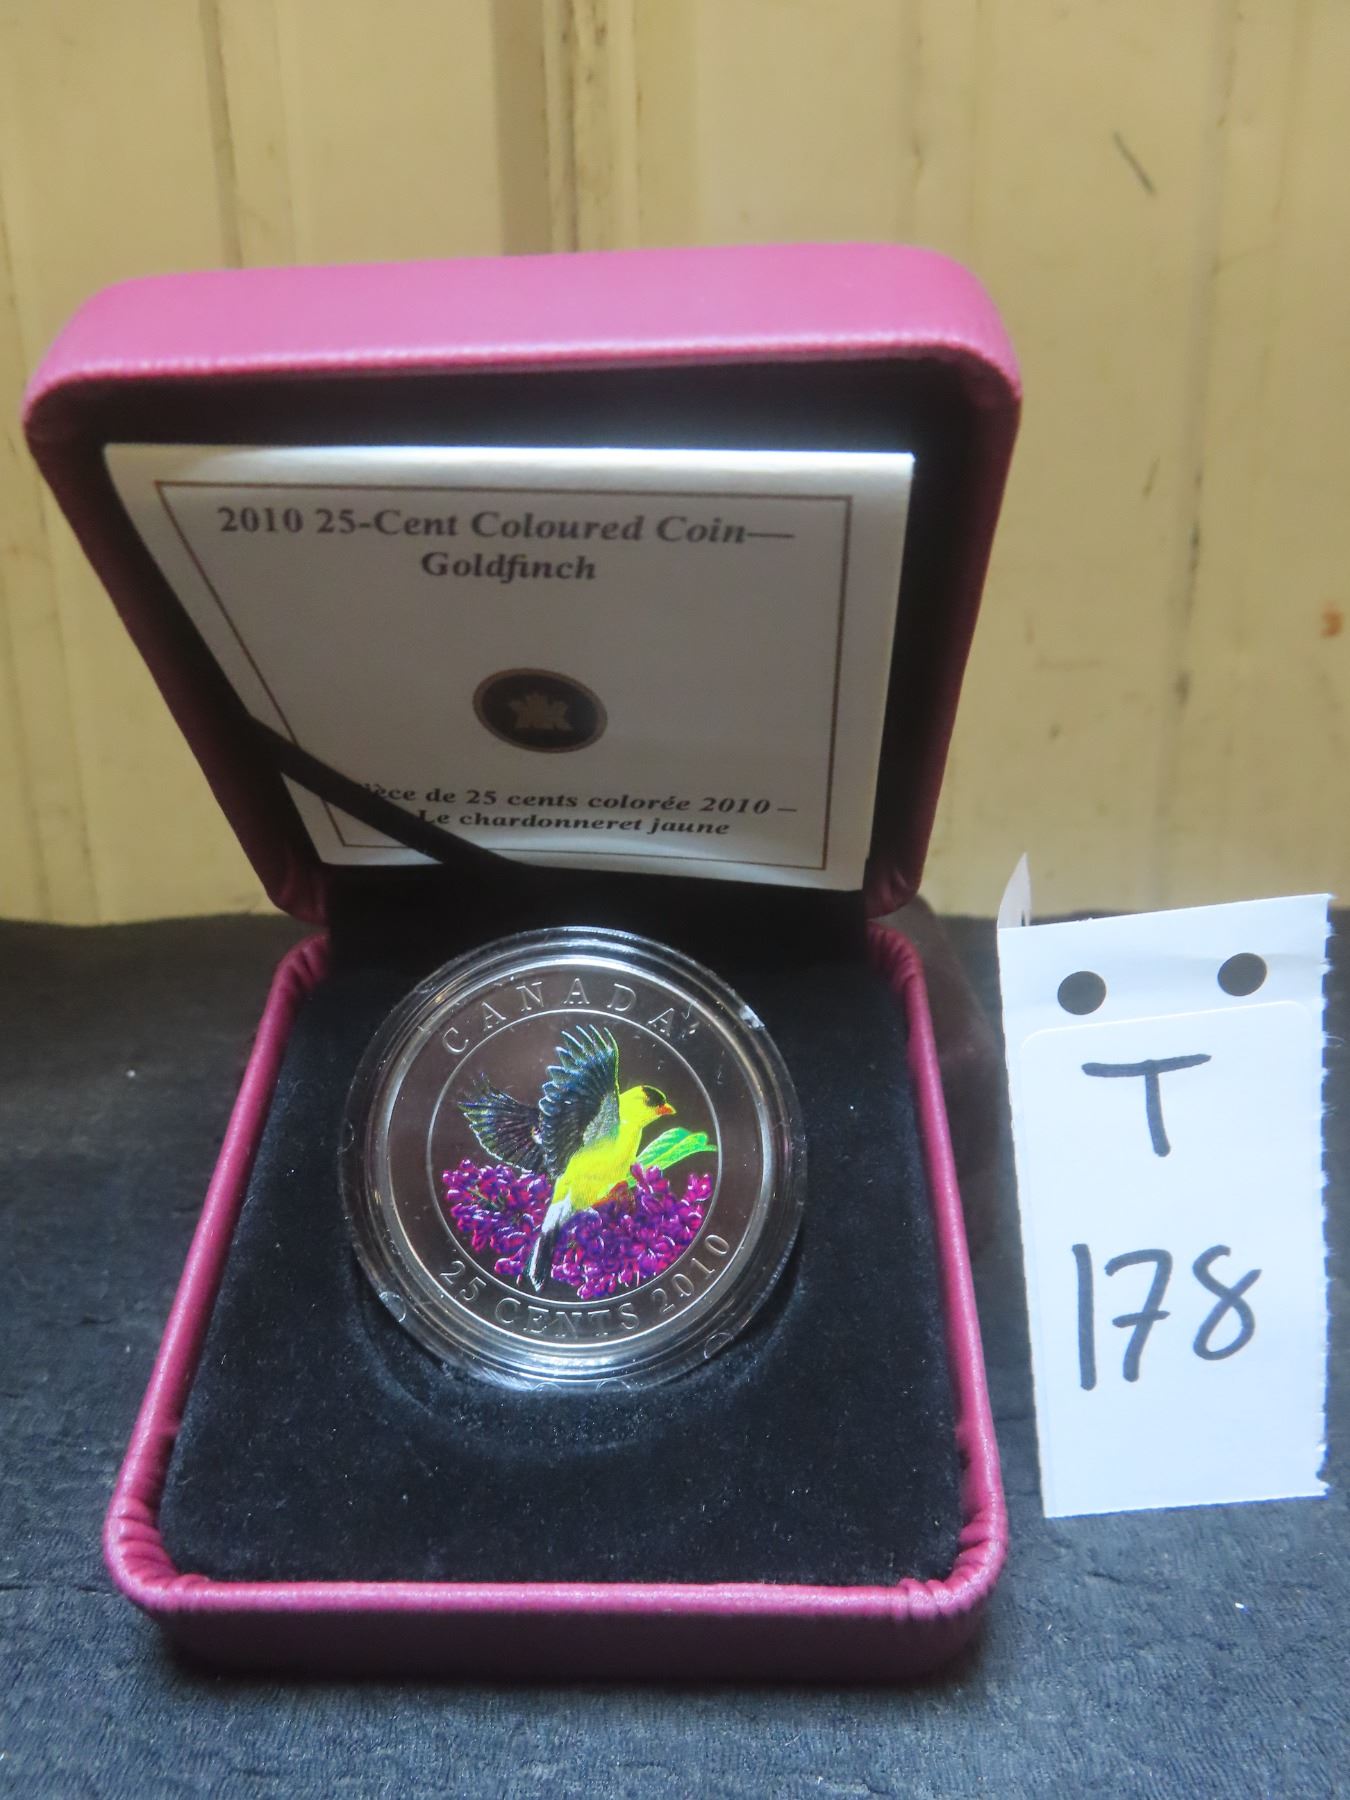 2010 25-Cent Coloured Coin—
Goldfinch
de 25 cents colorée 2010 –
Le chardonneret jaune
CANADA
25 CENTS 2010
T
178